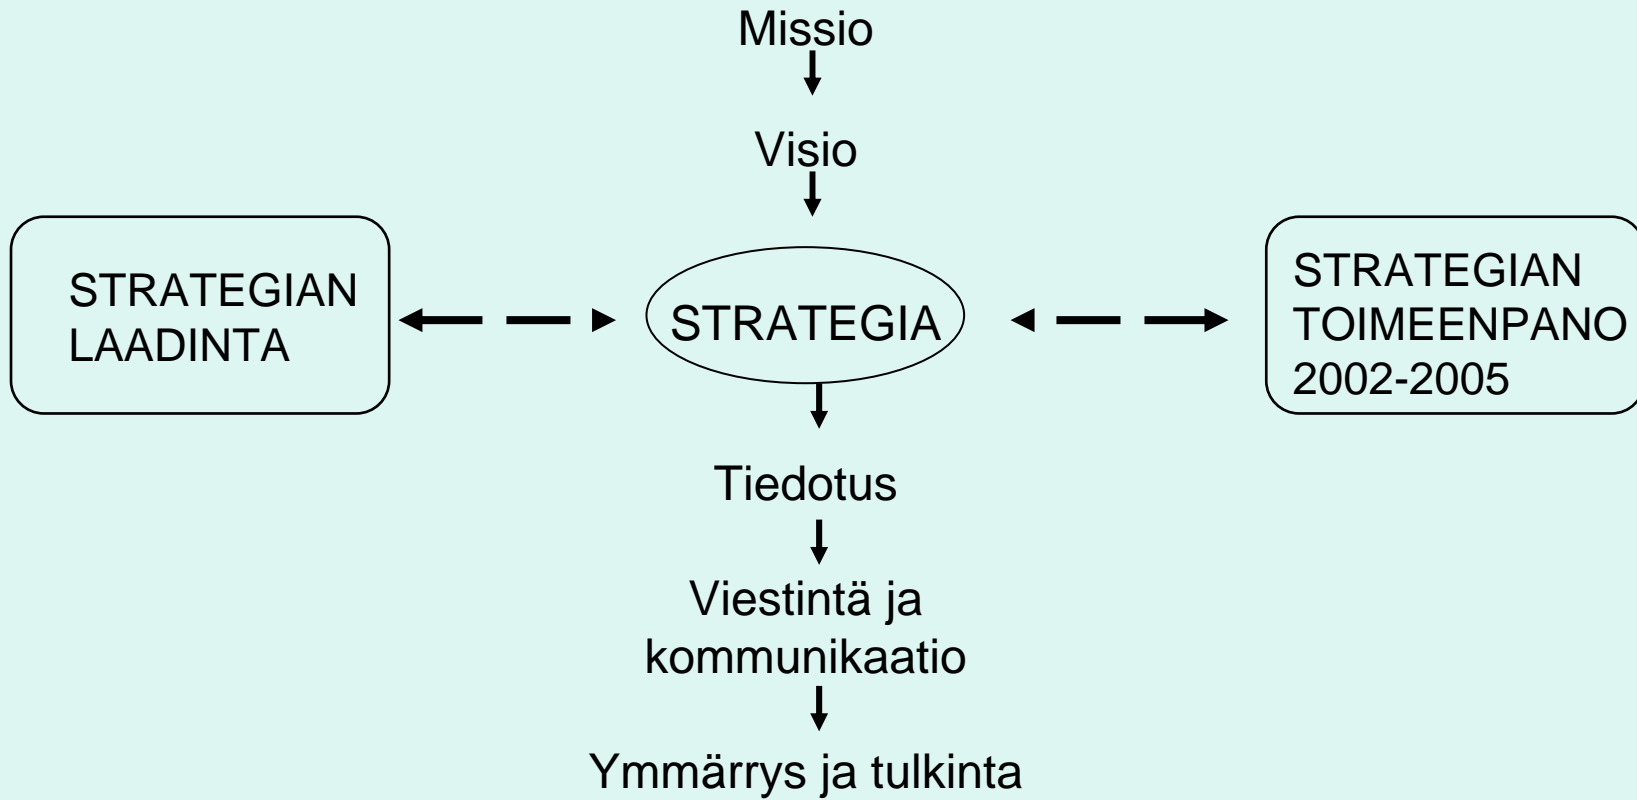 Missio
Visio
STRATEGIAN
LAADINTA
STRATEGIA
STRATEGIAN
TOIMEENPANO
2002-2005
Tiedotus
Viestintä ja
kommunikaatio
Ymmärrys ja tulkinta